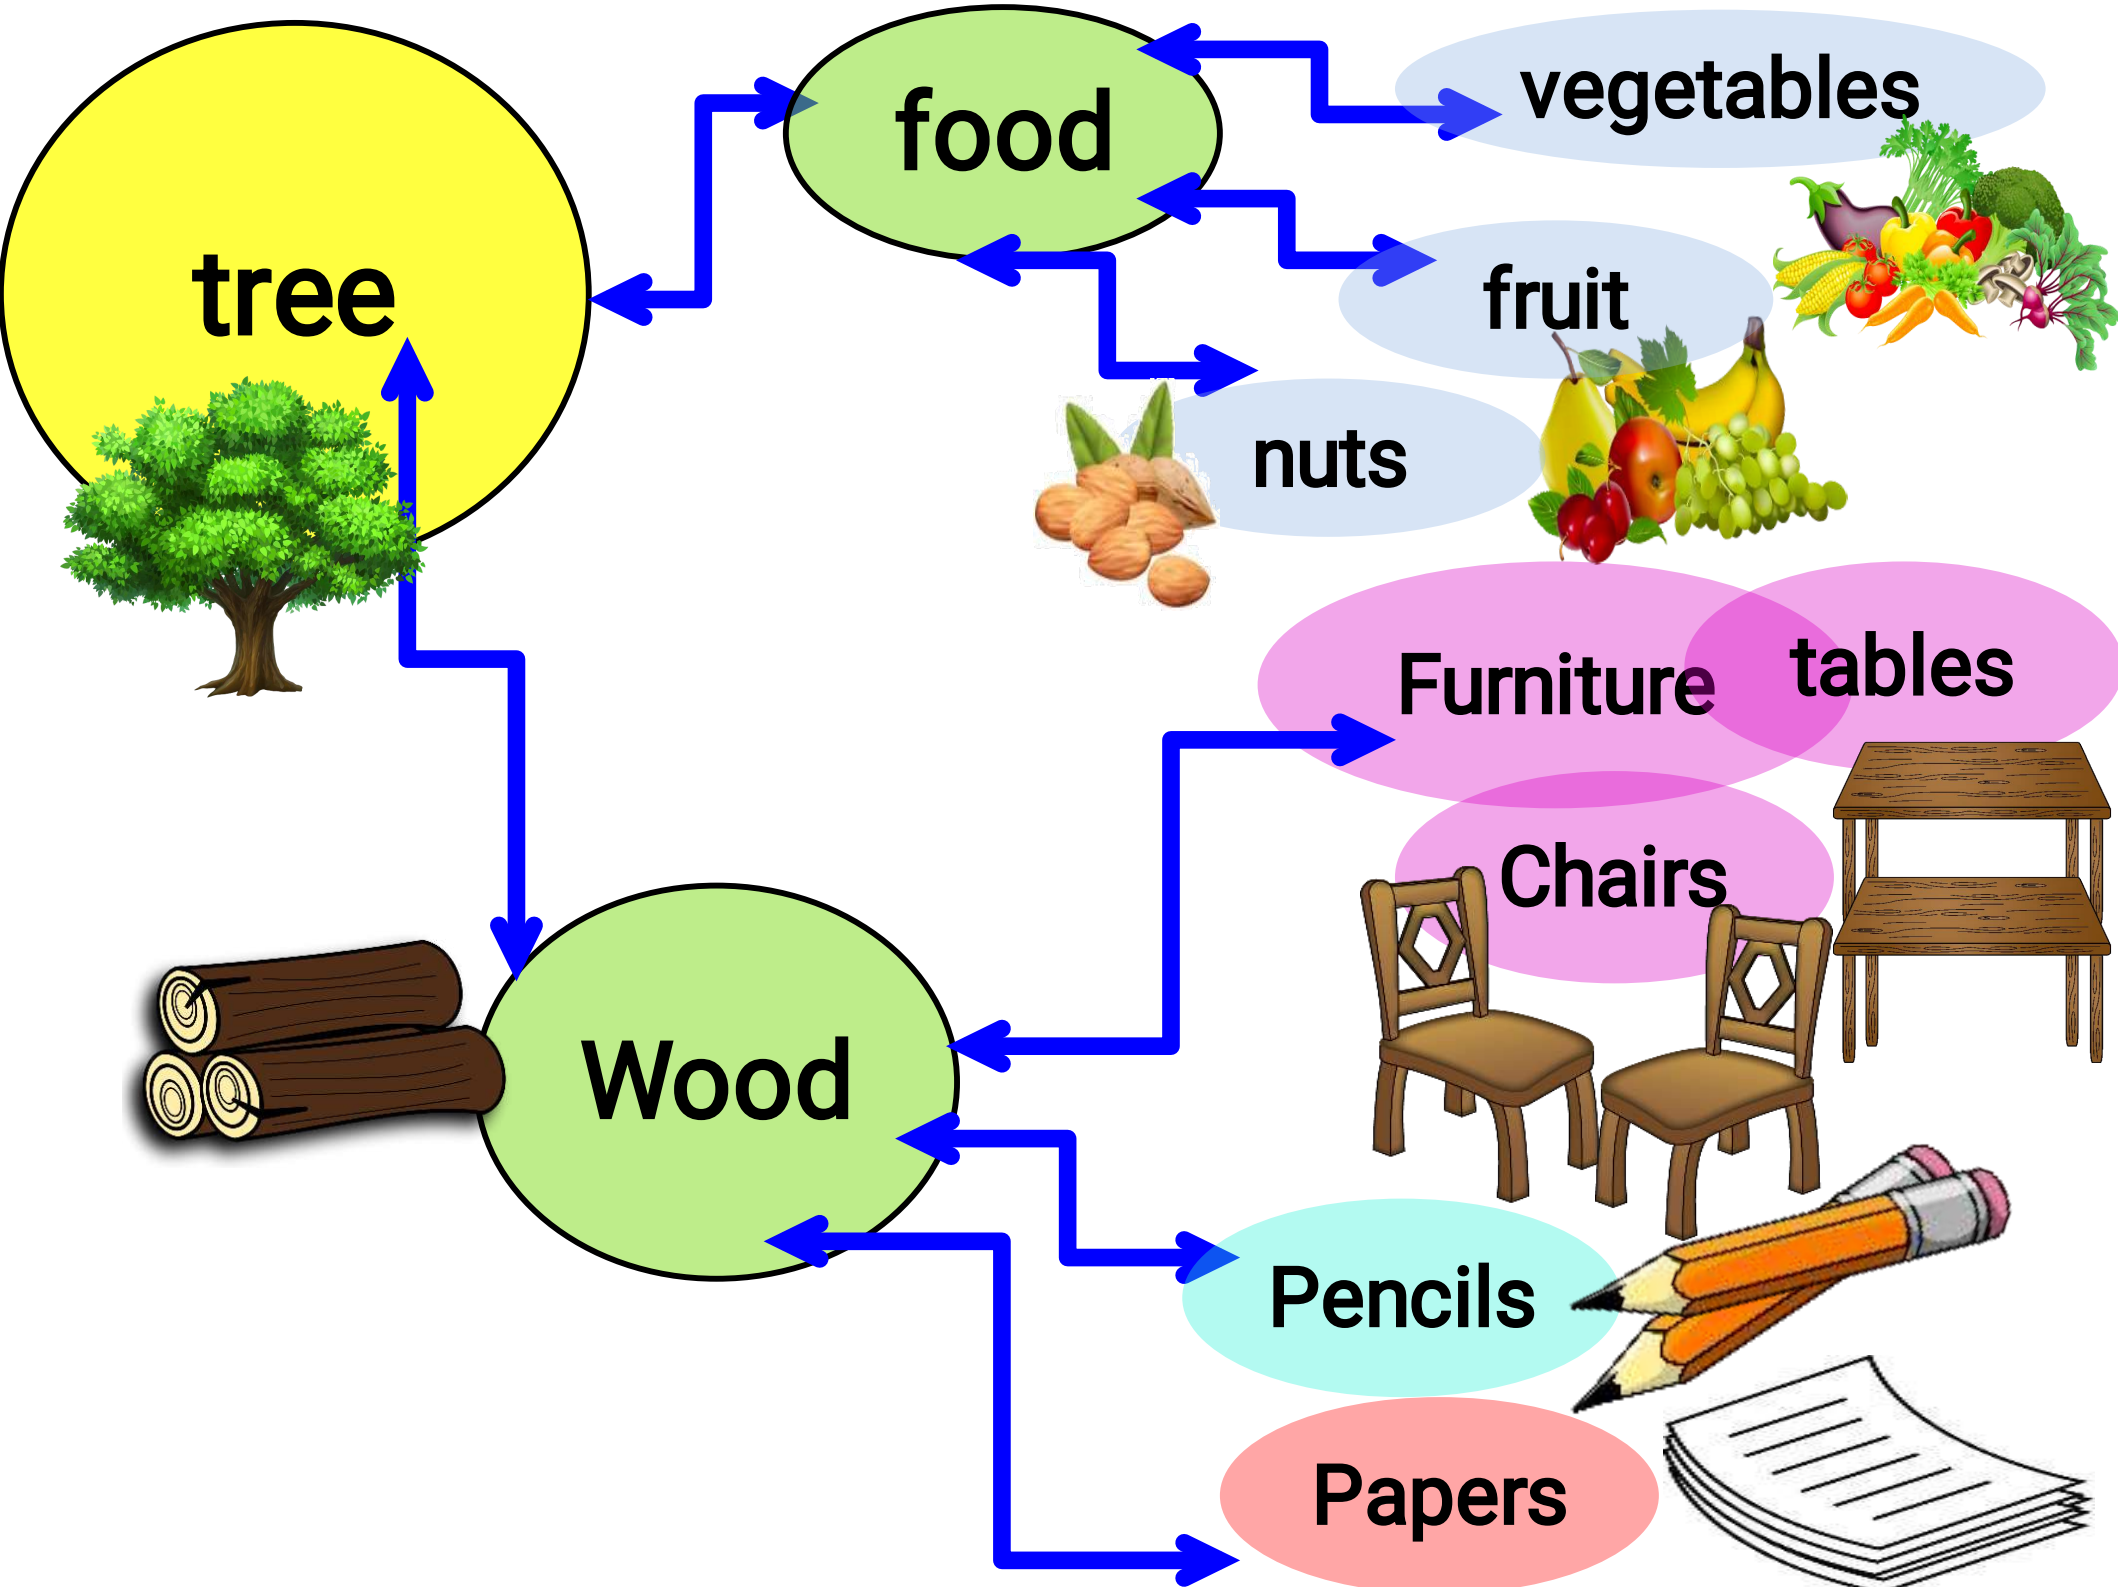 tree
food
vegetables
fruit
nuts
Furniture
tables
Chairs
Wood
Pencils
Papers